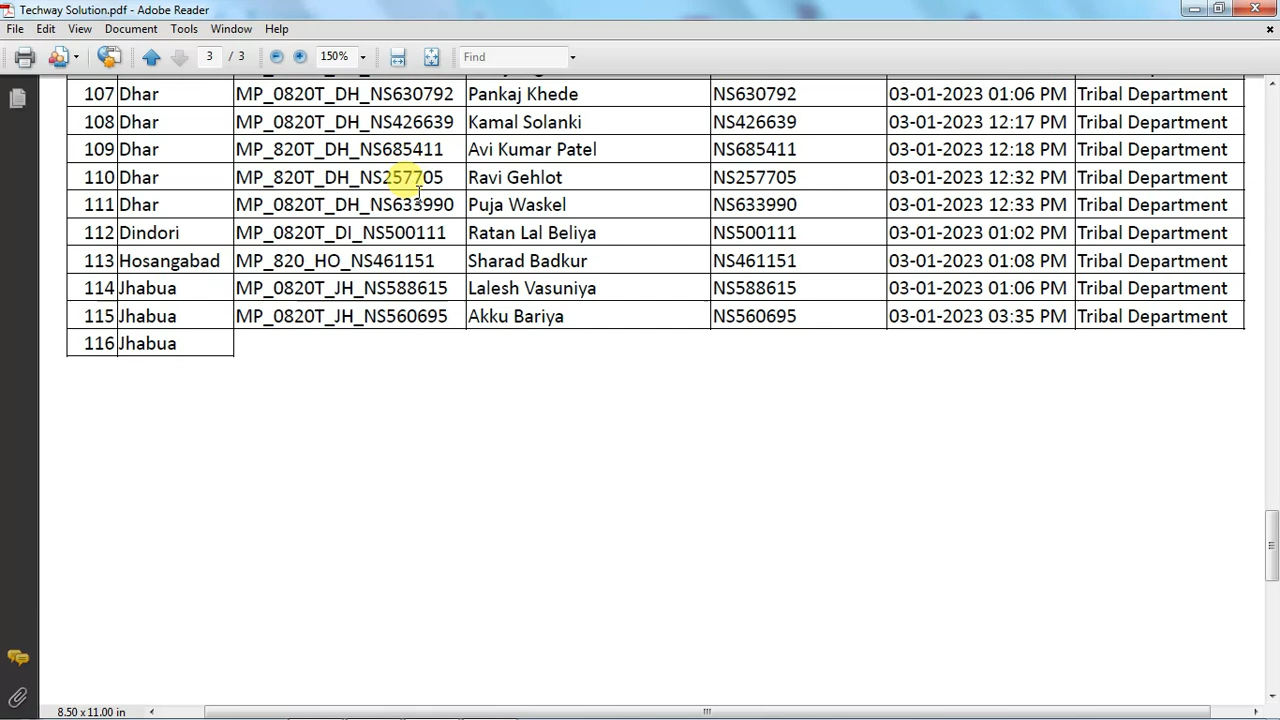 Techway Solution.pdf - Adobe Reader
File Edit View Document Tools Window Help
3 / 3 150% Find
107 Dhar MP_0820T_DH_NS630792 Pankaj Khede NS630792 03-01-2023 01:06 PM Tribal Department
108 Dhar MP_0820T_DH_NS426639 Kamal Solanki NS426639 03-01-2023 12:17 PM Tribal Department
109 Dhar MP_820T_DH_NS685411 Avi Kumar Patel NS685411 03-01-2023 12:18 PM Tribal Department
110 Dhar MP_820T_DH_NS257705 Ravi Gehlot NS257705 03-01-2023 12:32 PM Tribal Department
111 Dhar MP_0820T_DH_NS633990 Puja Waskel NS633990 03-01-2023 12:33 PM Tribal Department
112 Dindori MP_0820T_DI_NS500111 Ratan Lal Beliya NS500111 03-01-2023 01:02 PM Tribal Department
113 Hosangabad MP_820_HO_NS461151 Sharad Badkur NS461151 03-01-2023 01:08 PM Tribal Department
114 Jhabua MP_0820T_JH_NS588615 Lalesh Vasuniya NS588615 03-01-2023 01:06 PM Tribal Department
115 Jhabua MP_0820T_JH_NS560695 Akku Bariya NS560695 03-01-2023 03:35 PM Tribal Department
116 Jhabua
8.50 x 11.00 in